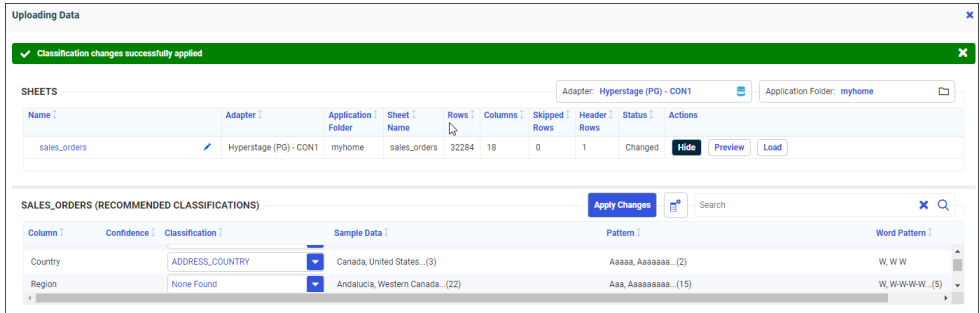 Uploading Data
Classification changes successfully applied
SHEETS
Adapter: Hyperstage (PG) - CON1
Application Folder: myhome
Name Adapter Application Folder Sheet Name Rows Columns Skipped Rows Header Rows Status Actions
sales_orders Hyperstage (PG) - CON1 myhome sales_orders 32284 18 0 1 Changed Hide Preview Load
SALES_ORDERS (RECOMMENDED CLASSIFICATIONS)
Apply Changes
Search
Column Confidence Classification Sample Data Pattern Word Pattern
Country ADDRESS_COUNTRY Canada, United States...(3) Aaaaa, Aaaaaaa...(2) W, W W
Region None Found Andalucia, Western Canada...(22) Aaa, Aaaaaaaaa...(15) W, W-W-W-W...(5)